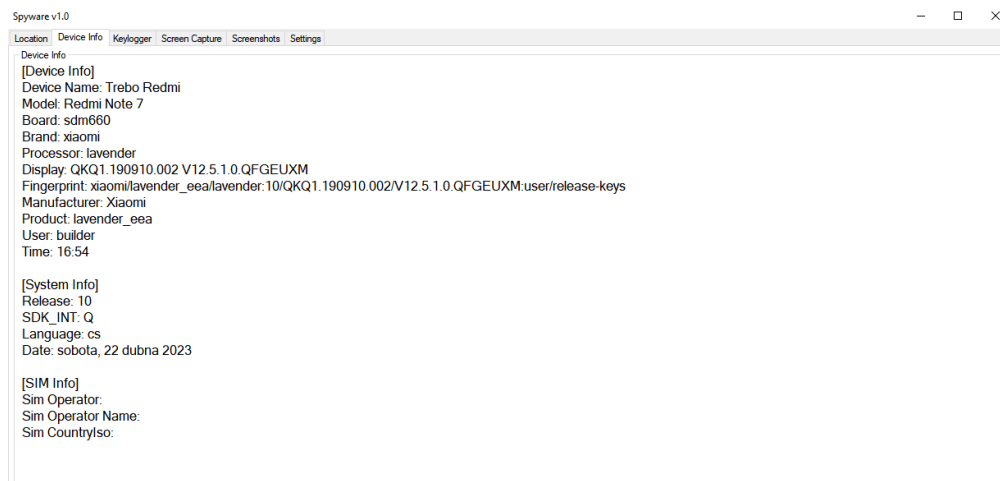 Spyware v1.0
Location Device Info Keylogger Screen Capture Screenshots Settings
Device Info
[Device Info]
Device Name: Trebo Redmi
Model: Redmi Note 7
Board: sdm660
Brand: xiaomi
Processor: lavender
Display: QKQ1.190910.002 V12.5.1.0.QFGEUXM
Fingerprint: xiaomi/lavender_eea/lavender:10/QKQ1.190910.002/V12.5.1.0.QFGEUXM:user/release-keys
Manufacturer: Xiaomi
Product: lavender_eea
User: builder
Time: 16:54
[System Info]
Release: 10
SDK_INT: Q
Language: cs
Date: sobota, 22 dubna 2023
[SIM Info]
Sim Operator:
Sim Operator Name:
Sim CountryIso: